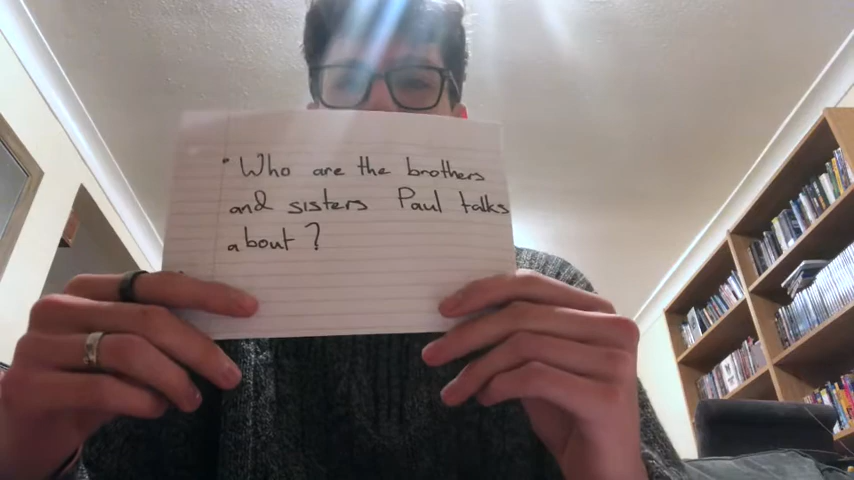 • Who are the brothers
and sisters Paul talks
about?